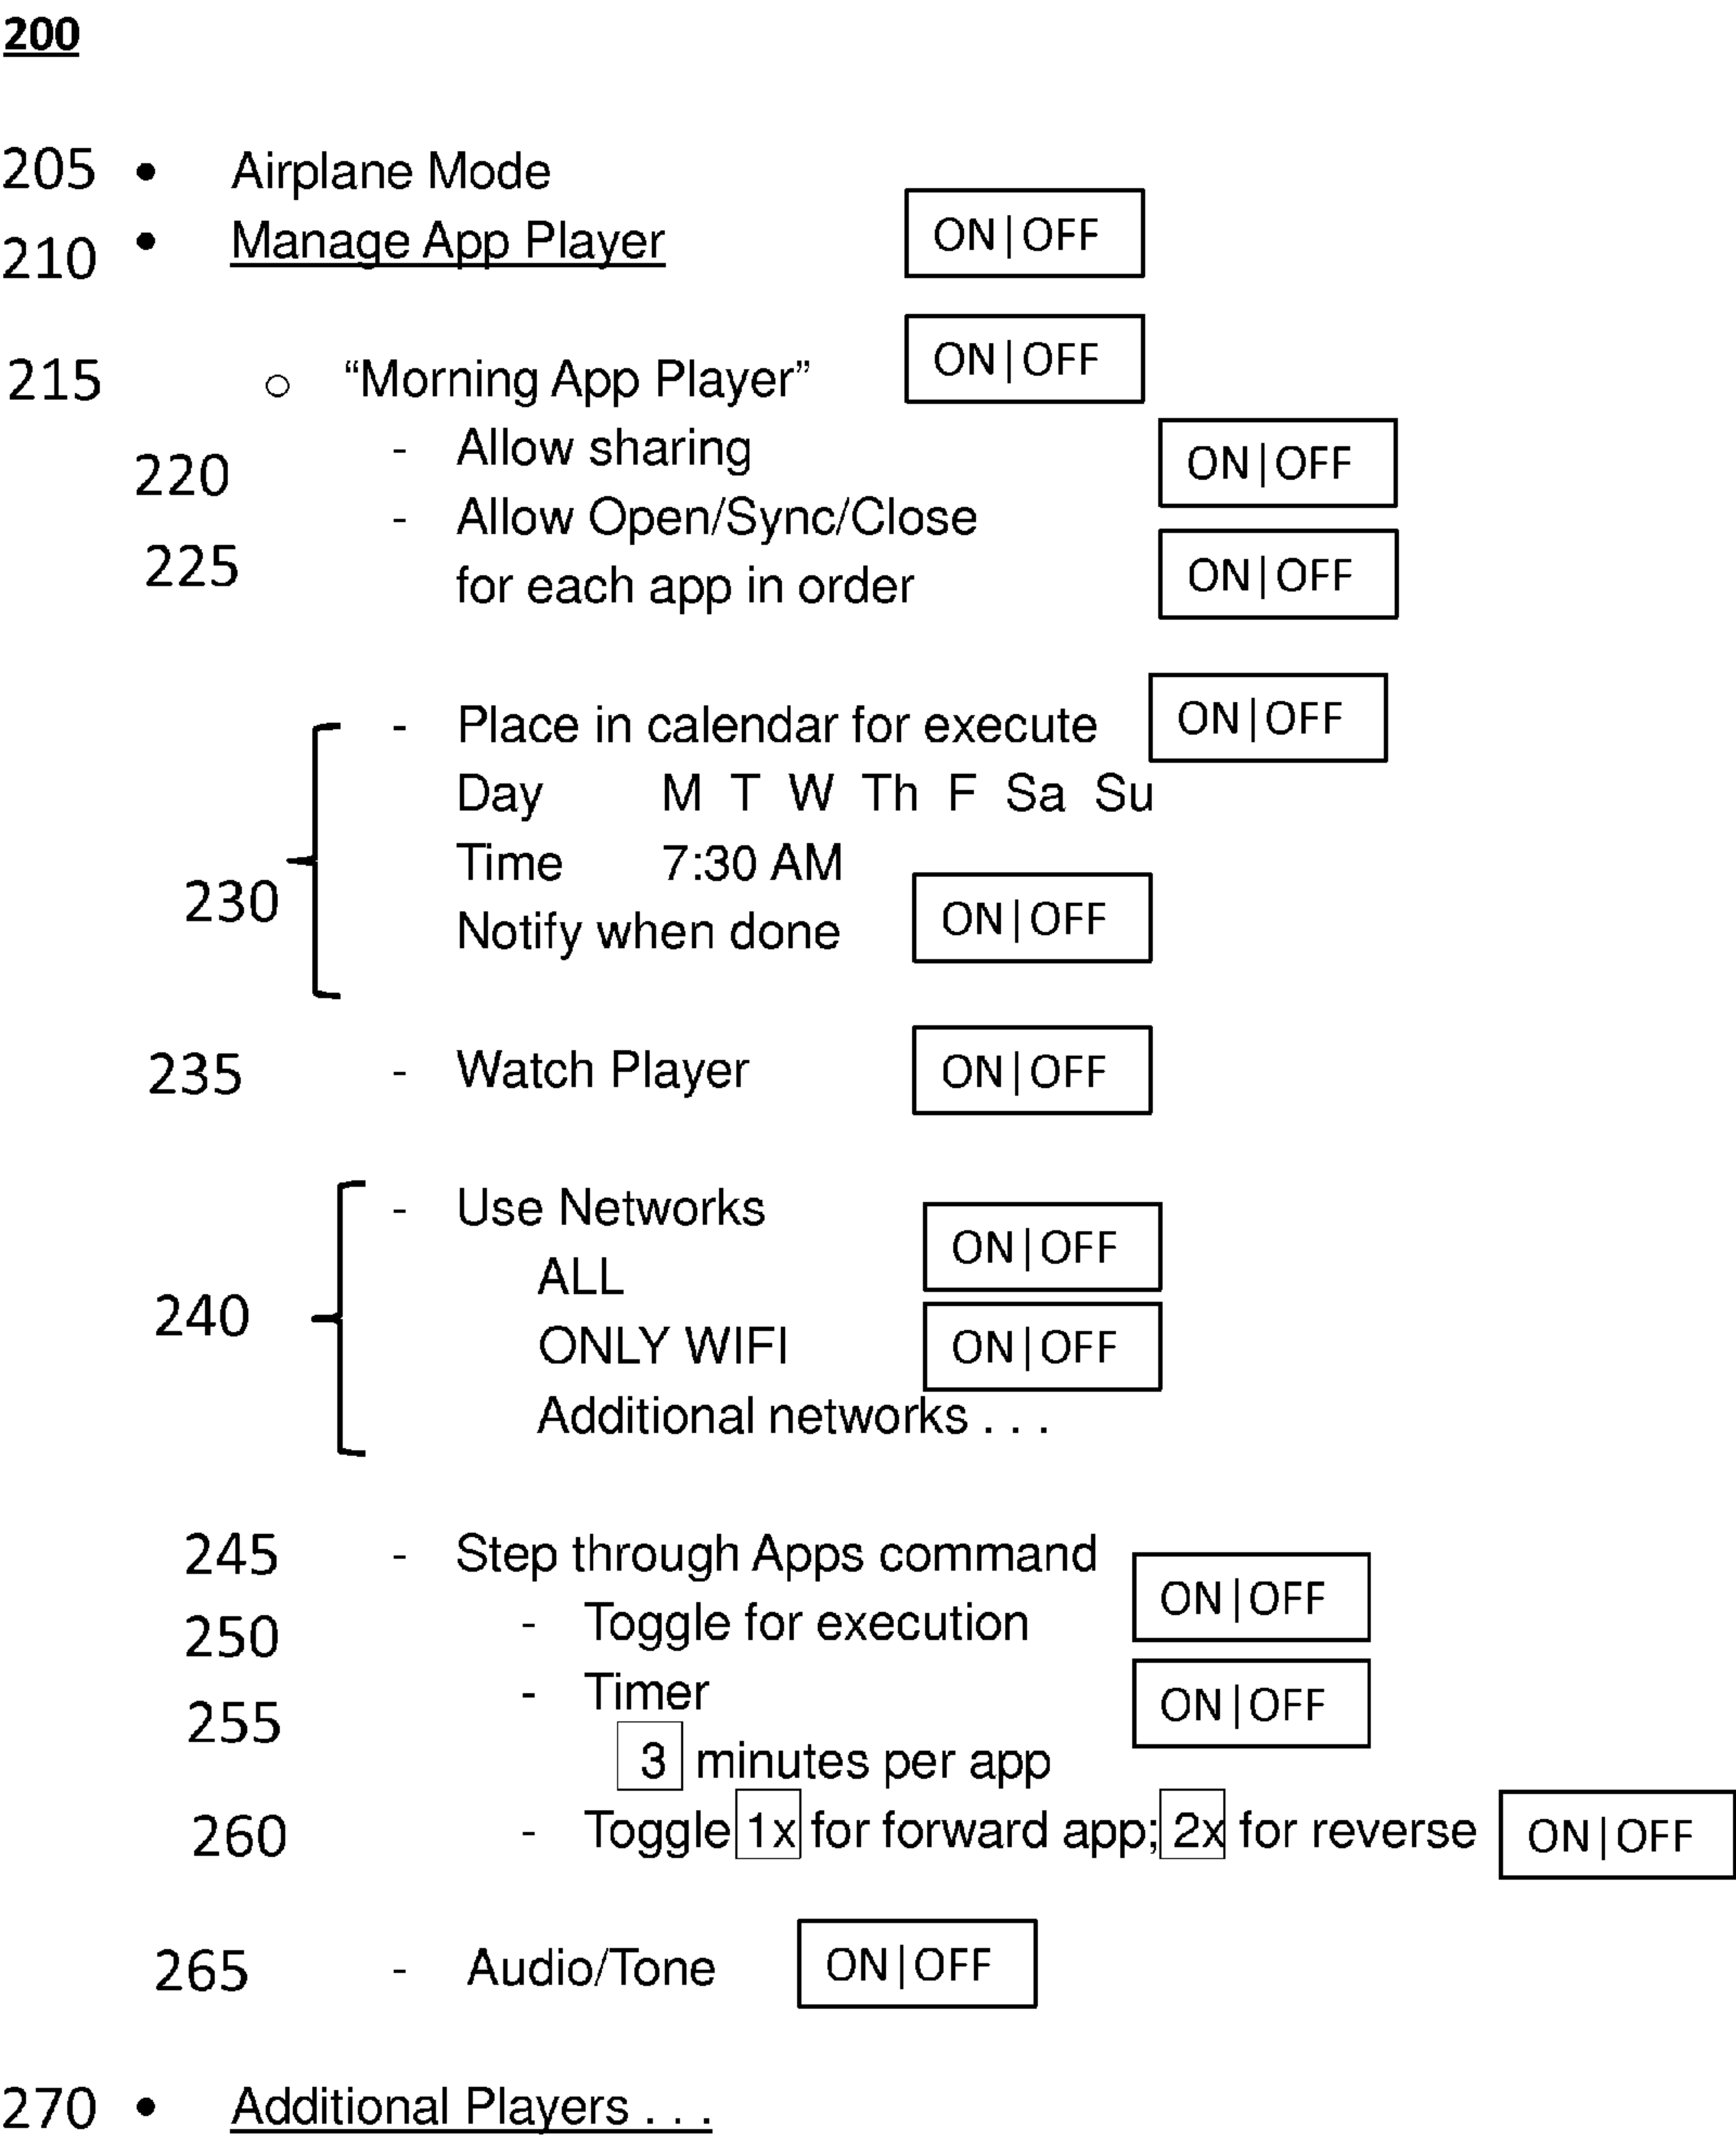 200
205 • Airplane Mode
210 • Manage App Player ON|OFF
215 ○ “Morning App Player” ON|OFF
220 - Allow sharing ON|OFF
- Allow Open/Sync/Close
225 for each app in order ON|OFF
- Place in calendar for execute ON|OFF
Day M T W Th F Sa Su
Time 7:30 AM
230 Notify when done ON|OFF
235 - Watch Player ON|OFF
- Use Networks
ALL ON|OFF
240 ONLY WIFI ON|OFF
Additional networks . . .
245 - Step through Apps command
250 - Toggle for execution ON|OFF
255 - Timer ON|OFF
3 minutes per app
260 - Toggle 1x for forward app; 2x for reverse ON|OFF
265 - Audio/Tone ON|OFF
270 • Additional Players . . .